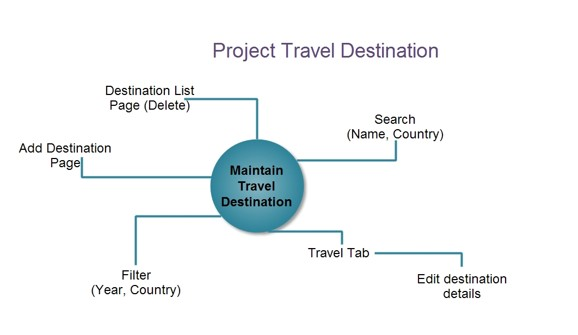 Project Travel Destination
Destination List
Page (Delete)
Search
(Name, Country)
Add Destination
Page
Maintain
Travel
Destination
Travel Tab
Filter
(Year, Country)
Edit destination
details